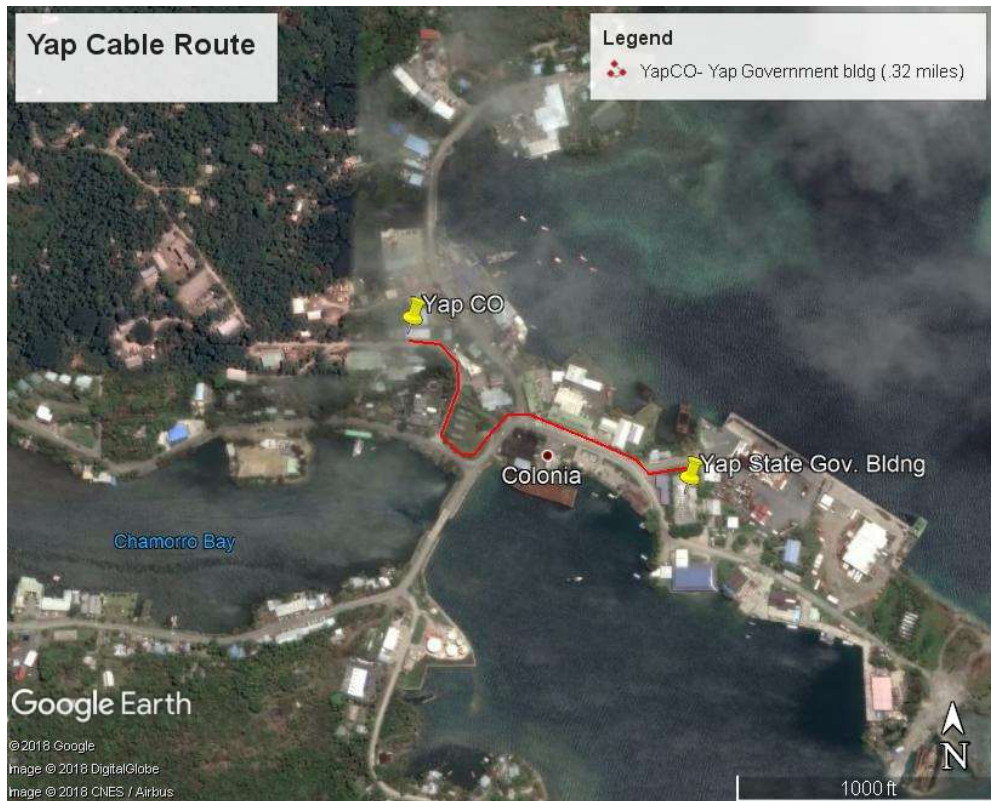 Yap Cable Route
Legend
YapCO- Yap Government bldg (.32 miles)
Yap CO
Yap State Gov. Bldng
Colonia
Chamorro Bay
Google Earth
© 2018 Google
Image © 2018 DigitalGlobe
Image © 2018 CNES / Airbus
N
1000 ft